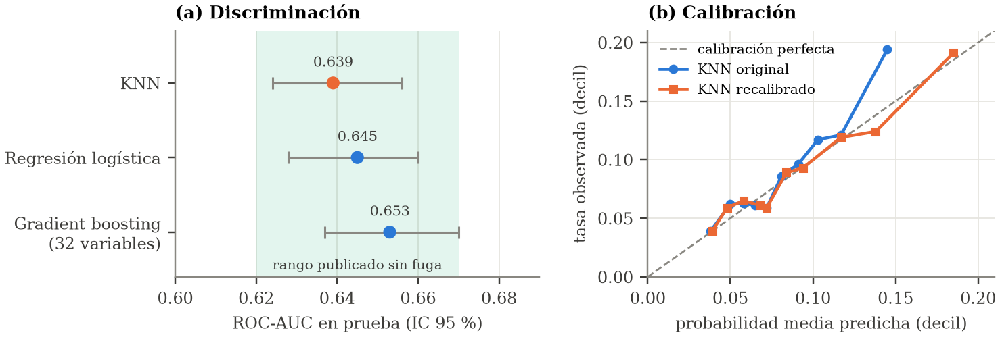 (a) Discriminación
KNN
0.639
Regresión logística
0.645
Gradient boosting
(32 variables)
0.653
rango publicado sin fuga
0.60 0.62 0.64 0.66 0.68
ROC-AUC en prueba (IC 95 %)
(b) Calibración
calibración perfecta
KNN original
KNN recalibrado
tasa observada (decil)
0.20
0.15
0.10
0.05
0.00
0.00 0.05 0.10 0.15 0.20
probabilidad media predicha (decil)